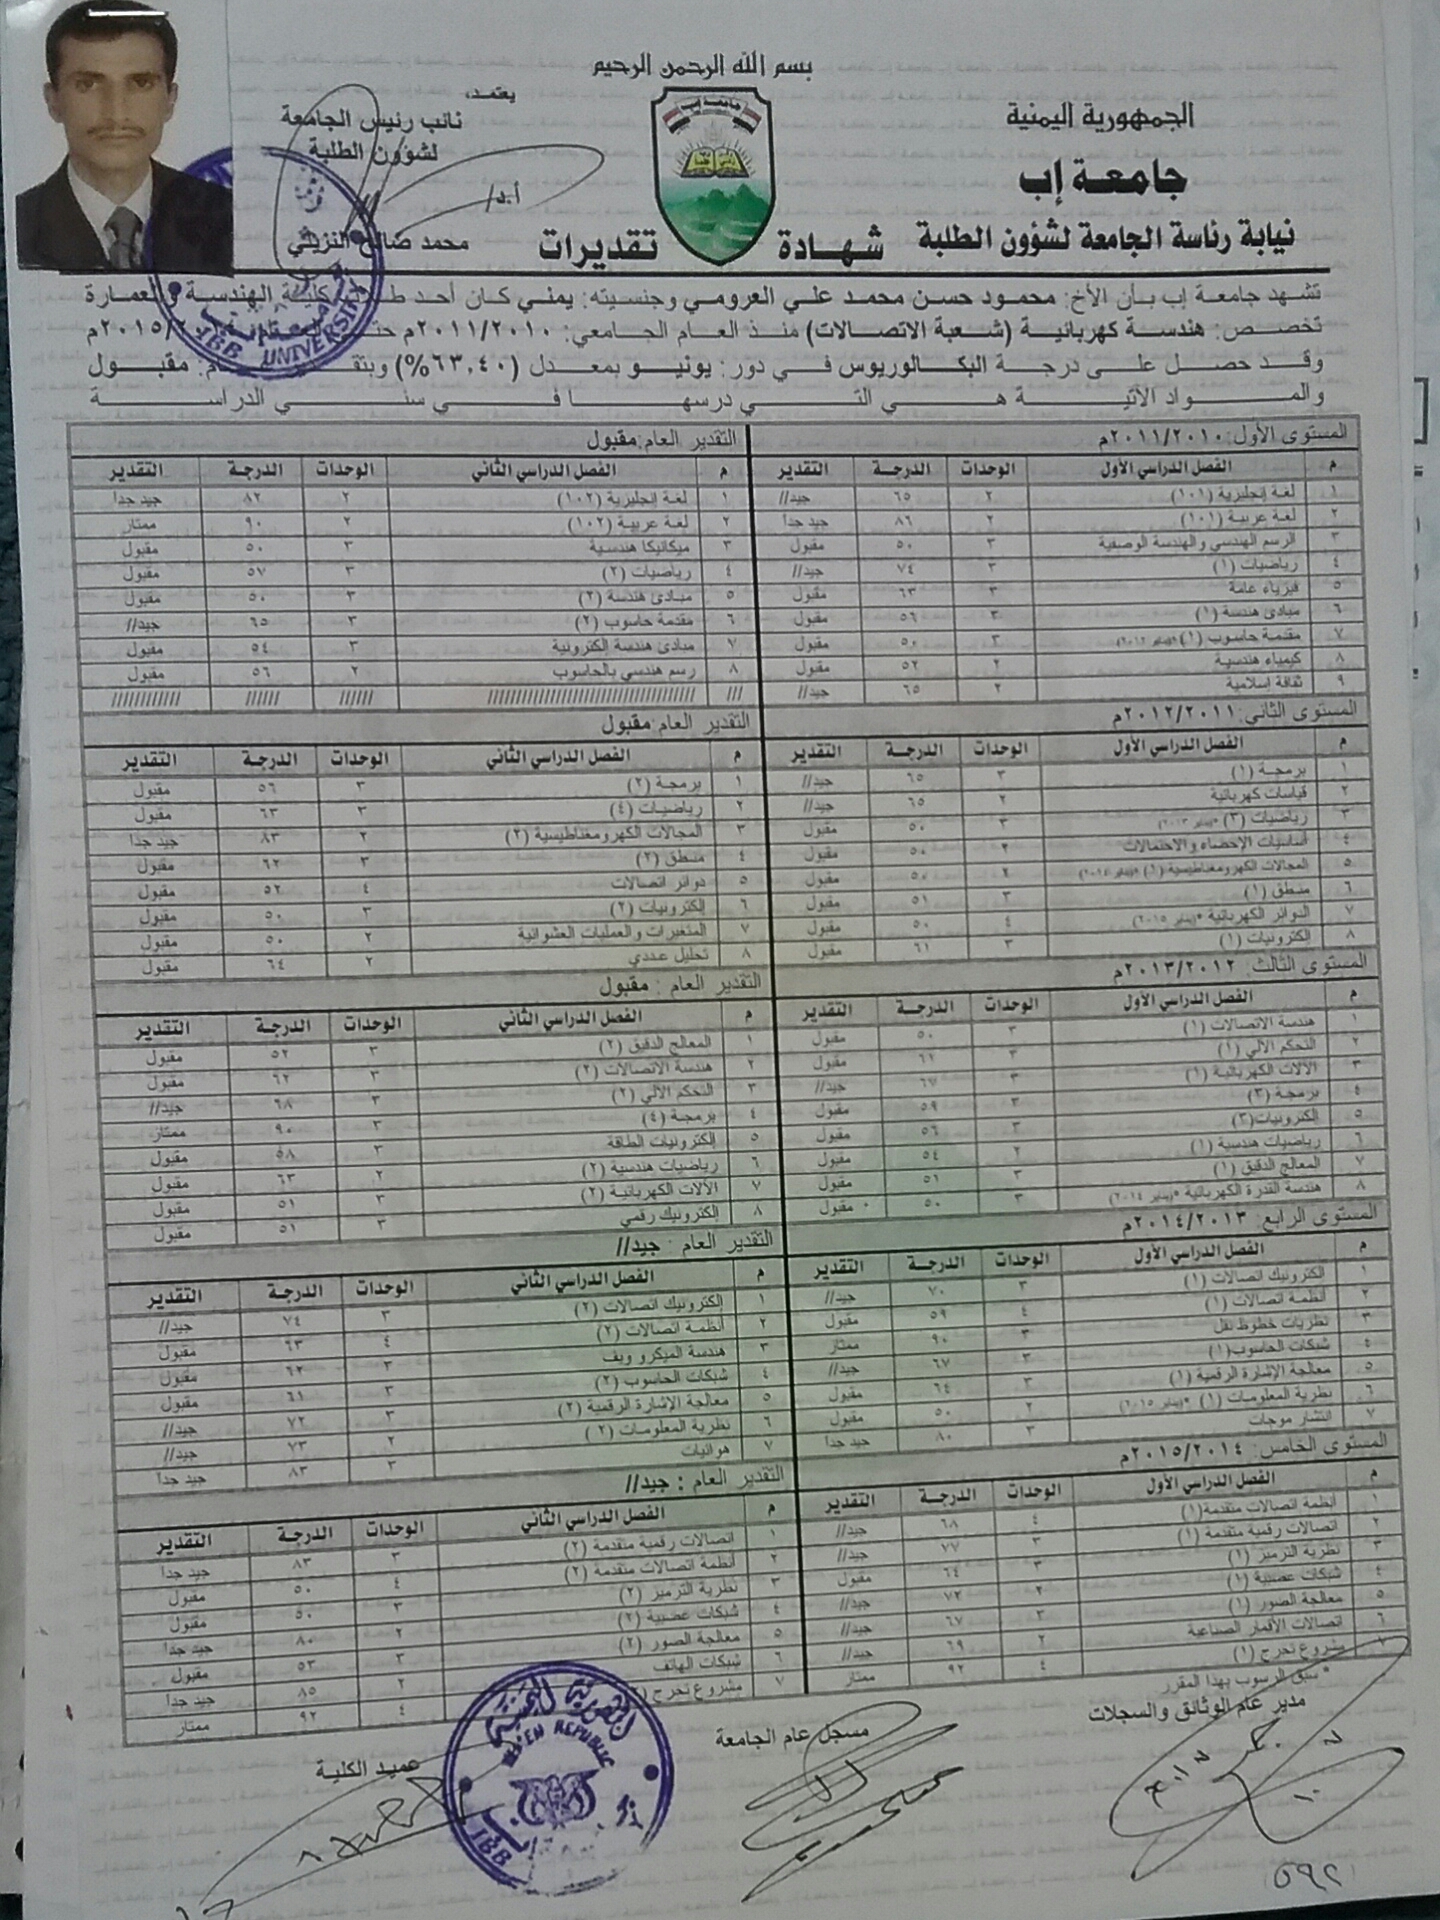 بسم الله الرحمن الرحيم
الجمهورية اليمنية
جامعة إب
نيابة رئاسة الجامعة لشؤون الطلبة
جامعة إب
شهادة تقديرات
يعتمد،
نائب رئيس الجامعة
لشؤون الطلبة
أ.د/
محمد صالح النزيلي
تشهد جامعة إب بأن الأخ: محمود حسن محمد علي العرومي وجنسيته: يمني كان أحد كلية الهندسة والعمارة
تخصص: هندسة كهربائية (شعبة الاتصالات) منذ العام الجامعي: ٢٠١١/٢٠١٠م ٢٠١٥/م
وقد حصل على درجة البكالوريوس في دور: يونيو بمعدل (٦٣,٤٠%) مقبول
والمواد الآتية هي التي درسها في سني الدراسة
المستوى الأول: ٢٠١١/٢٠١٠م التقدير العام: مقبول
م الفصل الدراسي الأول الوحدات الدرجة التقدير م الفصل الدراسي الثاني الوحدات الدرجة التقدير
١ لغة إنجليزية (١٠١) ٢ ٦٥ جيد// ١ لغة إنجليزية (١٠٢) ٢ ٨٢ جيد جداً
٢ لغة عربية (١٠١) ٢ ٨٦ جيد جداً ٢ لغة عربية (١٠٢) ٢ ٩٠ ممتاز
٣ الرسم الهندسي والهندسة الوصفية ٣ ٥٠ مقبول ٣ ميكانيكا هندسية ٣ ٥٠ مقبول
٤ رياضيات (١) ٣ ٧٤ جيد// ٤ رياضيات (٢) ٣ ٥٧ مقبول
٥ فيزياء عامة ٣ ٦٣ مقبول ٥ مبادئ هندسة (٢) ٣ ٥٠ مقبول
٦ مبادئ هندسة (١) ٣ ٥٦ مقبول ٦ مقدمة حاسوب (٢) ٣ ٦٥ جيد//
٧ مقدمة حاسوب (١) *(يناير ٢٠١٢) ٣ ٥٠ مقبول ٧ مبادئ هندسة الكترونية ٣ ٥٤ مقبول
٨ كيمياء هندسية ٢ ٥٢ مقبول ٨ رسم هندسي بالحاسوب ٢ ٥٦ مقبول
٩ ثقافة اسلامية ٢ ٦٥ جيد// /// //////////////////////////////////// ////// ////// ////////////
المستوى الثاني: ٢٠١٢/٢٠١١م التقدير العام: مقبول
م الفصل الدراسي الأول الوحدات الدرجة التقدير م الفصل الدراسي الثاني الوحدات الدرجة التقدير
١ برمجة (١) ٣ ٦٥ جيد// ١ برمجة (٢) ٣ ٥٦ مقبول
٢ قياسات كهربائية ٢ ٦٥ جيد// ٢ رياضيات (٤) ٣ ٦٣ مقبول
٣ رياضيات (٣) *(يناير ٢٠١٣) ٣ ٥٠ مقبول ٣ المجالات الكهرومغناطيسية (٢) ٢ ٨٣ جيد جداً
٤ أساسيات الإحصاء والاحتمالات ٢ ٥٠ مقبول ٤ منطق (٢) ٣ ٦٢ مقبول
٥ المجالات الكهرومغناطيسية (١) *(يناير ٢٠١٤) ٢ ٥٠ مقبول ٥ دوائر اتصالات ٤ ٥٢ مقبول
٦ منطق (١) ٣ ٥١ مقبول ٦ إلكترونيات (٢) ٣ ٥٠ مقبول
٧ الدوائر الكهربائية *(يناير ٢٠١٥) ٤ ٥٠ مقبول ٧ المتغيرات والعمليات العشوائية ٢ ٥٠ مقبول
٨ الكترونيات (١) ٣ ٦١ مقبول ٨ تحليل عددي ٢ ٦٤ مقبول
المستوى الثالث: ٢٠١٣/٢٠١٢م التقدير العام : مقبول
م الفصل الدراسي الأول الوحدات الدرجة التقدير م الفصل الدراسي الثاني الوحدات الدرجة التقدير
١ هندسة الاتصالات (١) ٣ ٥٠ مقبول ١ المعالج الدقيق (٢) ٣ ٥٢ مقبول
٢ التحكم الآلي (١) ٣ ٦١ مقبول ٢ هندسة الاتصالات (٢) ٣ ٦٢ مقبول
٣ الآلات الكهربائية (١) ٣ ٦٧ جيد// ٣ التحكم الآلي (٢) ٣ ٦٨ جيد//
٤ برمجة (٣) ٣ ٥٩ مقبول ٤ برمجة (٤) ٣ ٩٠ ممتاز
٥ إلكترونيات(٣) ٣ ٥٦ مقبول ٥ إلكترونيات الطاقة ٣ ٥٨ مقبول
٦ رياضيات هندسية (١) ٢ ٥٤ مقبول ٦ رياضيات هندسية (٢) ٢ ٦٣ مقبول
٧ المعالج الدقيق (١) ٣ ٥١ مقبول ٧ الآلات الكهربائية (٢) ٣ ٥١ مقبول
٨ هندسة القدرة الكهربائية *(يناير ٢٠١٤) ٣ ٥٠ مقبول ٨ إلكترونيك رقمي ٣ ٥١ مقبول
المستوى الرابع: ٢٠١٤/٢٠١٣م التقدير العام : جيد//
م الفصل الدراسي الأول الوحدات الدرجة التقدير م الفصل الدراسي الثاني الوحدات الدرجة التقدير
١ إلكترونيك اتصالات (١) ٣ ٧٠ جيد// ١ إلكترونيك اتصالات (٢) ٣ ٧٤ جيد//
٢ أنظمة اتصالات (١) ٤ ٥٩ مقبول ٢ أنظمة اتصالات (٢) ٤ ٦٣ مقبول
٣ نظريات خطوط نقل ٣ ٩٠ ممتاز ٣ هندسة الميكرو ويف ٣ ٦٢ مقبول
٤ شبكات الحاسوب(١) ٣ ٦٧ جيد// ٤ شبكات الحاسوب (٢) ٣ ٦١ مقبول
٥ معالجة الإشارة الرقمية (١) ٣ ٦٤ مقبول ٥ معالجة الإشارة الرقمية (٢) ٣ ٧٢ جيد//
٦ نظرية المعلومات (١) *(يناير ٢٠١٥) ٢ ٥٠ مقبول ٦ نظرية المعلومات (٢) ٢ ٧٣ جيد//
٧ انتشار موجات ٣ ٨٠ جيد جداً ٧ هوائيات ٣ ٨٣ جيد جداً
المستوى الخامس: ٢٠١٥/٢٠١٤م التقدير العام : جيد//
م الفصل الدراسي الأول الوحدات الدرجة التقدير م الفصل الدراسي الثاني الوحدات الدرجة التقدير
١ أنظمة اتصالات متقدمة(١) ٤ ٦٨ جيد// ١ اتصالات رقمية متقدمة (٢) ٣ ٨٣ جيد جداً
٢ اتصالات رقمية متقدمة (١) ٣ ٧٧ جيد// ٢ أنظمة اتصالات متقدمة (٢) ٤ ٥٠ مقبول
٣ نظرية الترميز (١) ٣ ٦٤ مقبول ٣ نظرية الترميز (٢) ٣ ٥٠ مقبول
٤ شبكات عصبية (١) ٢ ٧٢ جيد// ٤ شبكات عصبية (٢) ٢ ٨٠ جيد جداً
٥ معالجة الصور (١) ٣ ٦٧ جيد// ٥ معالجة الصور (٢) ٣ ٥٣ مقبول
٦ اتصالات الأقمار الصناعية ٢ ٦٩ جيد// ٦ شبكات الهاتف ٢ ٨٥ جيد جداً
٧ مشروع تخرج (١) ٤ ٩٢ ممتاز ٧ مشروع تخرج ٤ ٩٢ ممتاز
* سبق الرسوب بهذا المقرر
مدير عام الوثائق والسجلات
مسجل عام الجامعة
عميد الكلية
IBB UNIVERSITY
الجمهورية اليمنية
YEMEN REPUBLIC
IBB